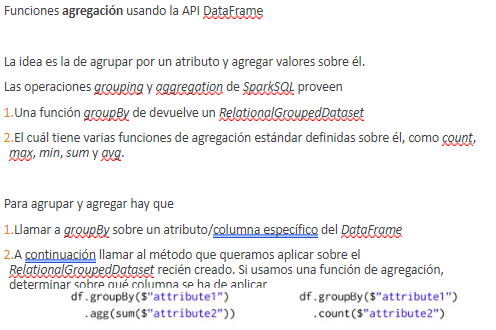 Funciones agregación usando la API DataFrame
La idea es la de agrupar por un atributo y agregar valores sobre él.
Las operaciones grouping y aggregation de SparkSQL proveen
1.Una función groupBy de devuelve un RelationalGroupedDataset
2.El cuál tiene varias funciones de agregación estándar definidas sobre él, como count,
max, min, sum y avg.
Para agrupar y agregar hay que
1.Llamar a groupBy sobre un atributo/columna específico del DataFrame
2.A continuación llamar al método que queramos aplicar sobre el
RelationalGroupedDataset recién creado. Si usamos una función de agregación,
determinar sobre qué columna se ha de aplicar
df.groupBy($"attribute1")
.agg(sum($"attribute2"))
df.groupBy($"attribute1")
.count($"attribute2")